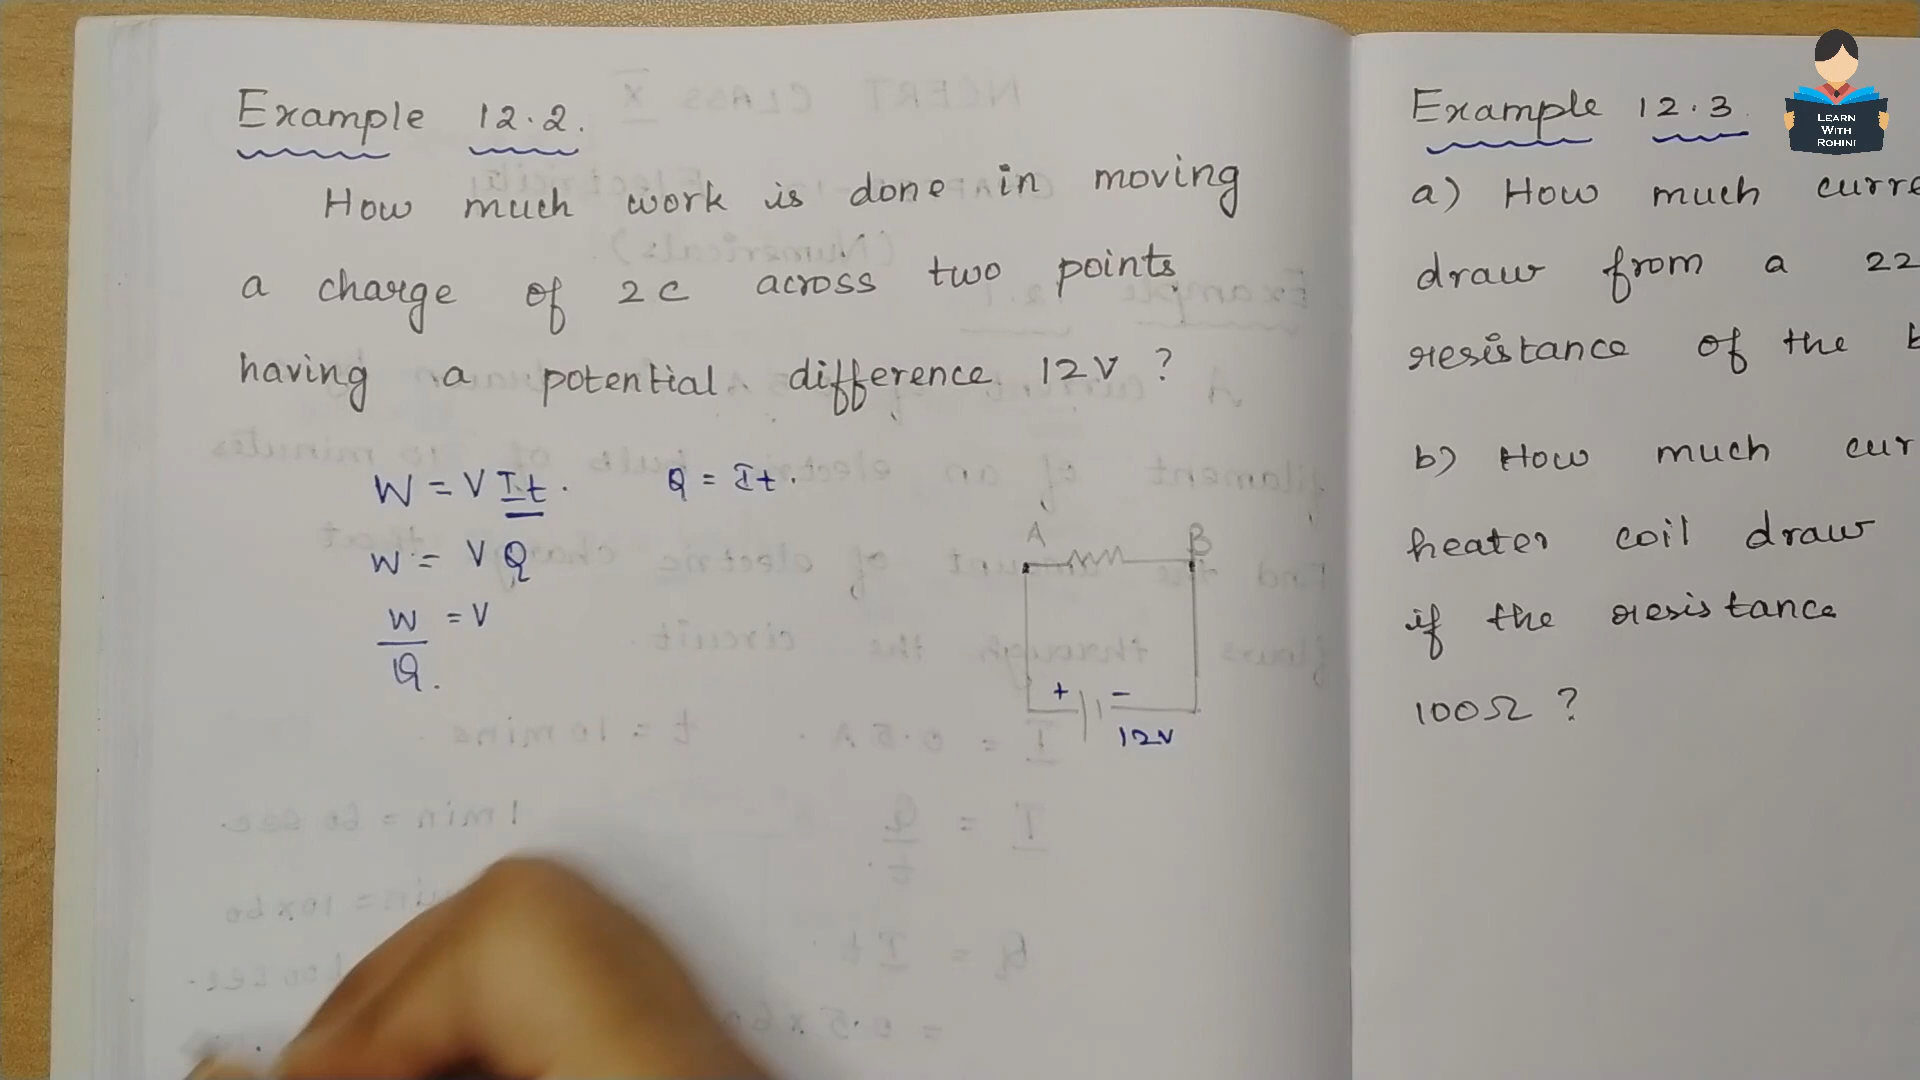 Example 12.2.
How much work is done in moving
a charge of 2C across two points
having a potential difference 12V ?
W = VIt. Q = It.
W = VQ
W = V
Q.
A B
+ -
12V
Example 12.3
a) How much curre
draw from a 22
resistance of the b
b) How much cur
heater coil draw
if the resistance
100Ω ?
LEARN
WITH
ROHINI